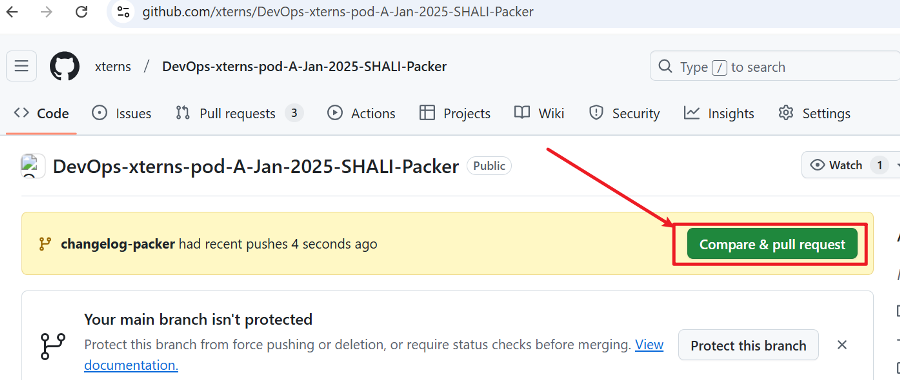 github.com/xterns/DevOps-xterns-pod-A-Jan-2025-SHALI-Packer
xterns / DevOps-xterns-pod-A-Jan-2025-SHALI-Packer
Type / to search
Code Issues Pull requests 3 Actions Projects Wiki Security Insights Settings
DevOps-xterns-pod-A-Jan-2025-SHALI-Packer Public
Watch 1
changelog-packer had recent pushes 4 seconds ago
Compare & pull request
Your main branch isn't protected
Protect this branch from force pushing or deletion, or require status checks before merging. View
documentation.
Protect this branch